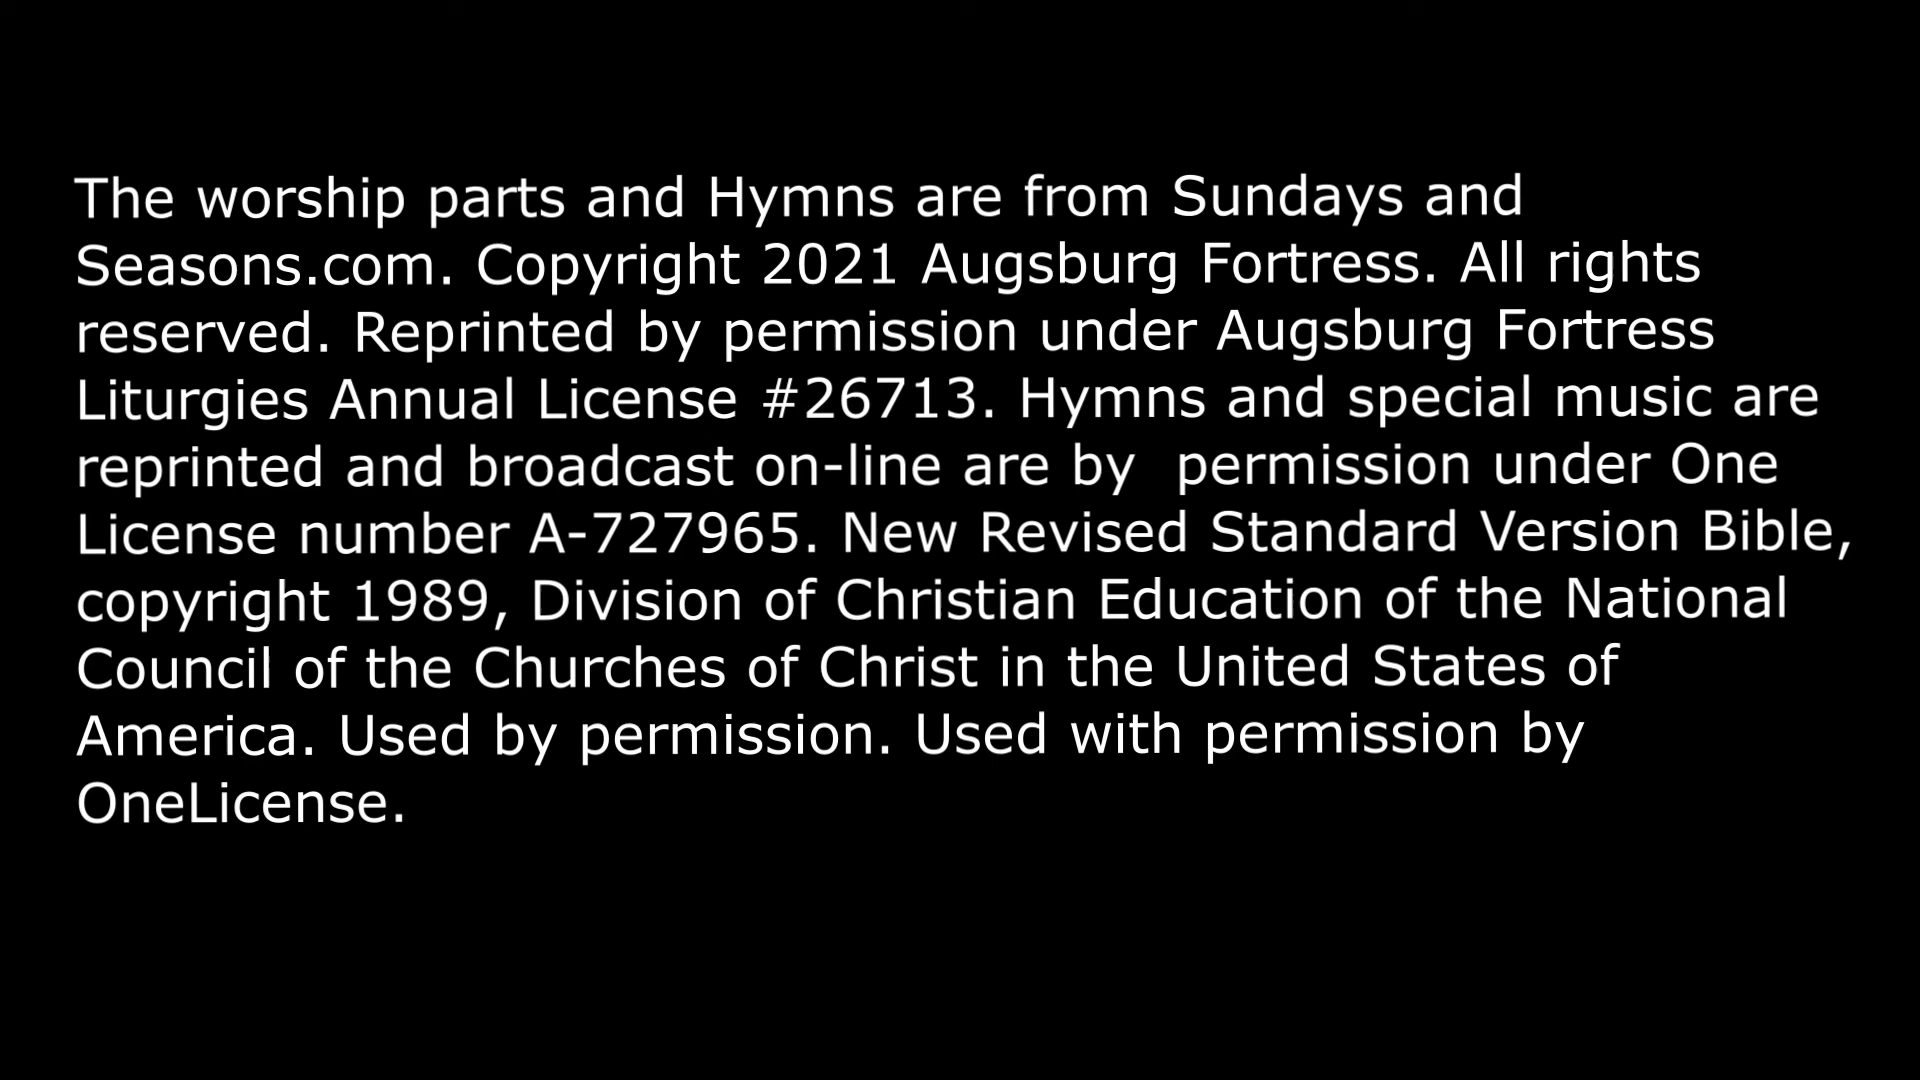 The worship parts and Hymns are from Sundays and
Seasons.com. Copyright 2021 Augsburg Fortress. All rights
reserved. Reprinted by permission under Augsburg Fortress
Liturgies Annual License #26713. Hymns and special music are
reprinted and broadcast on-line are by  permission under One
License number A-727965. New Revised Standard Version Bible,
copyright 1989, Division of Christian Education of the National
Council of the Churches of Christ in the United States of
America. Used by permission. Used with permission by
OneLicense.